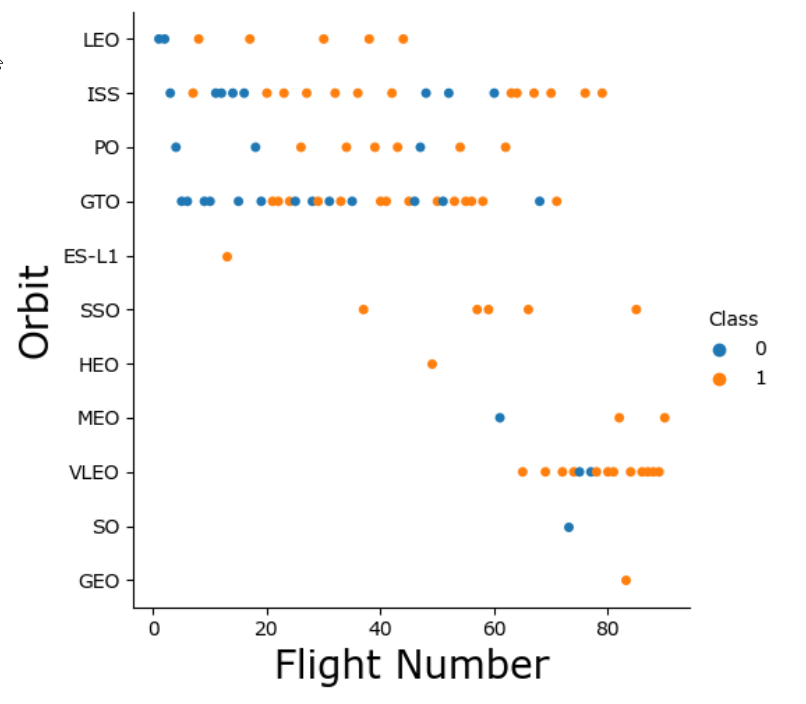 LEO
ISS
PO
GTO
ES-L1
SSO
HEO
MEO
VLEO
SO
GEO
Orbit
0 20 40 60 80
Flight Number
Class
0
1